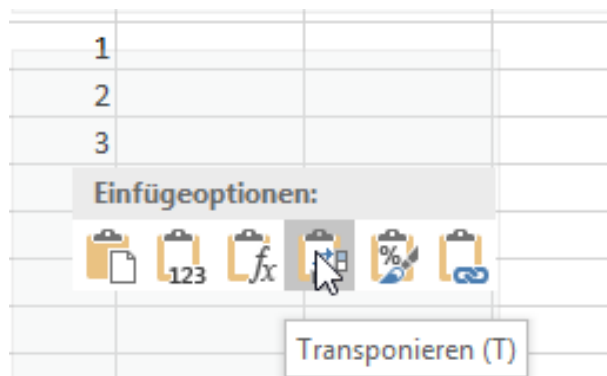 1
2
3
Einfügeoptionen:
123 fx %
Transponieren (T)